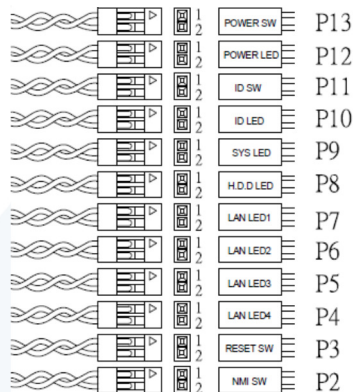 1 2 POWER SW P13
1 2 POWER LED P12
1 2 ID SW P11
1 2 ID LED P10
1 2 SYS LED P9
1 2 H.D.D LED P8
1 2 LAN LED1 P7
1 2 LAN LED2 P6
1 2 LAN LED3 P5
1 2 LAN LED4 P4
1 2 RESET SW P3
1 2 NMI SW P2